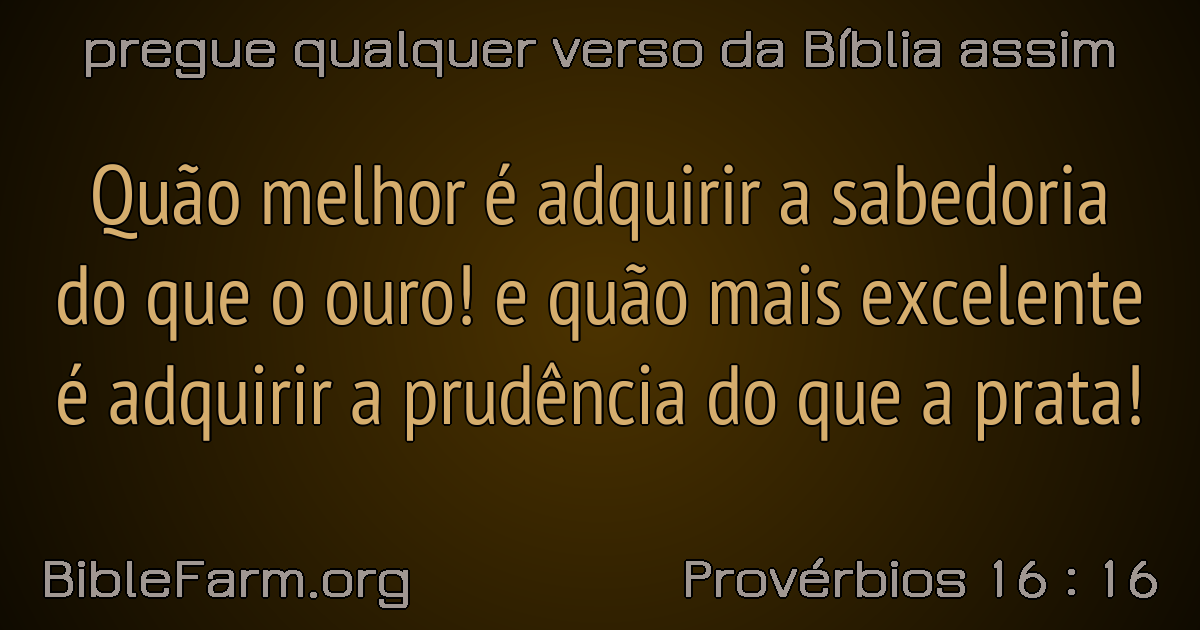 pregue qualquer verso da Bíblia assim
Quão melhor é adquirir a sabedoria
do que o ouro! e quão mais excelente
é adquirir a prudência do que a prata!
BibleFarm.org
Provérbios 16 : 16